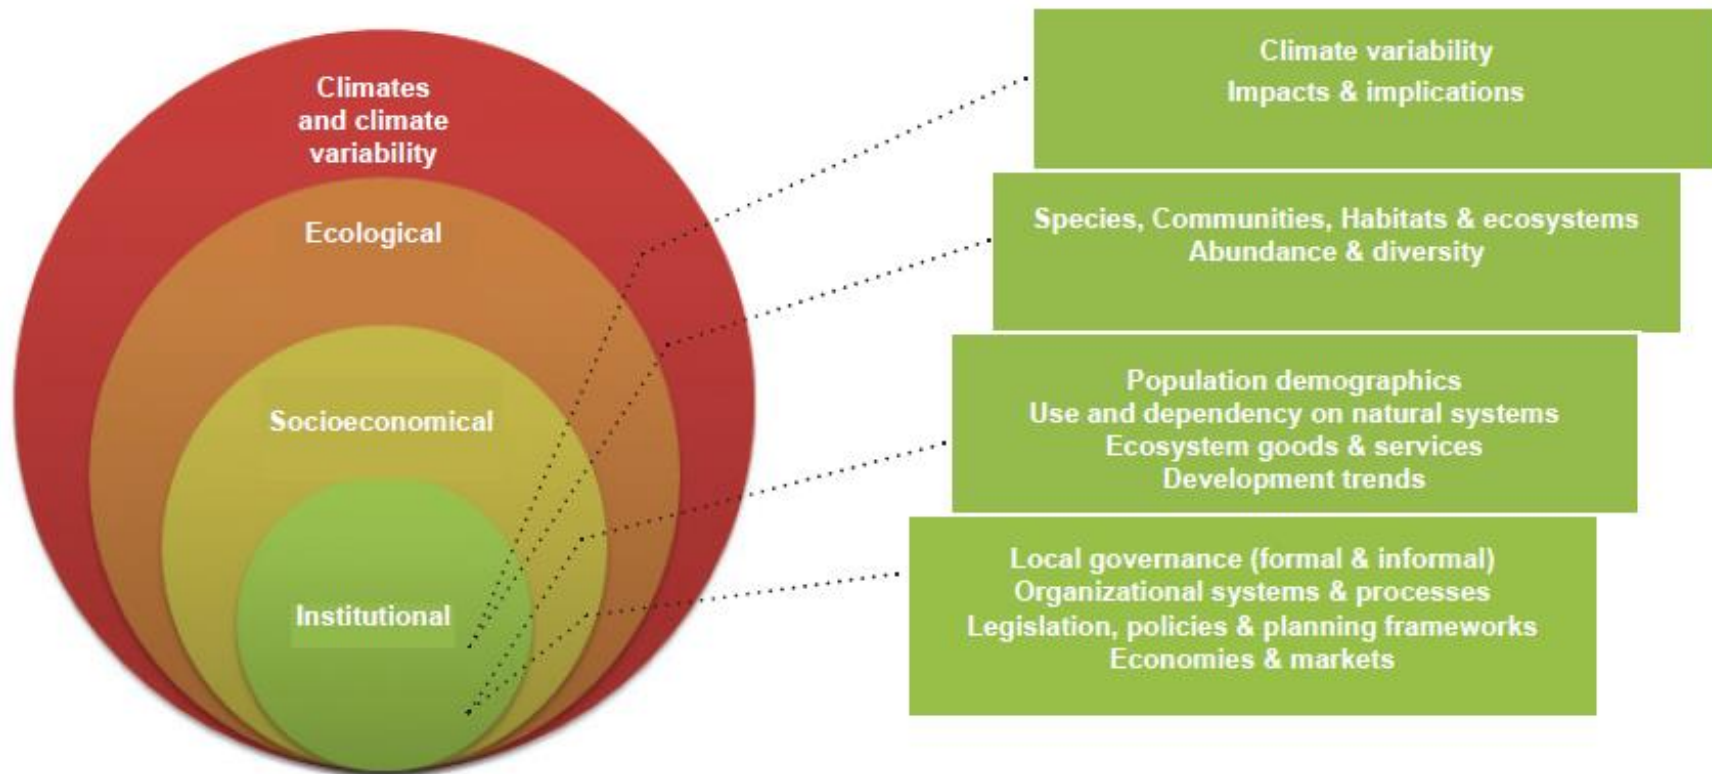 Climates
and climate
variability
Ecological
Socioeconomical
Institutional
Climate variability
Impacts & implications
Species, Communities, Habitats & ecosystems
Abundance & diversity
Population demographics
Use and dependency on natural systems
Ecosystem goods & services
Development trends
Local governance (formal & informal)
Organizational systems & processes
Legislation, policies & planning frameworks
Economies & markets